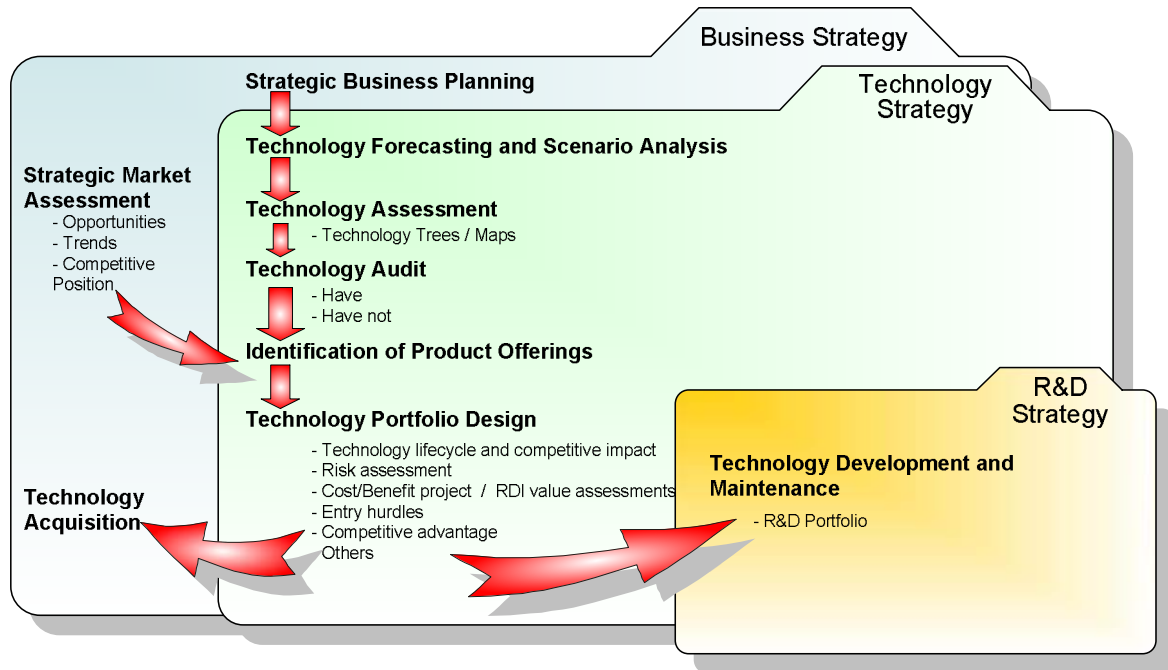 Business Strategy
Technology
Strategy
Strategic Business Planning
Technology Forecasting and Scenario Analysis
Strategic Market
Assessment
- Opportunities
- Trends
- Competitive
Position
Technology Assessment
- Technology Trees / Maps
Technology Audit
- Have
- Have not
Identification of Product Offerings
Technology Portfolio Design
- Technology lifecycle and competitive impact
- Risk assessment
- Cost/Benefit project / RDI value assessments
- Entry hurdles
- Competitive advantage
Others
Technology
Acquisition
R&D
Strategy
Technology Development and
Maintenance
- R&D Portfolio